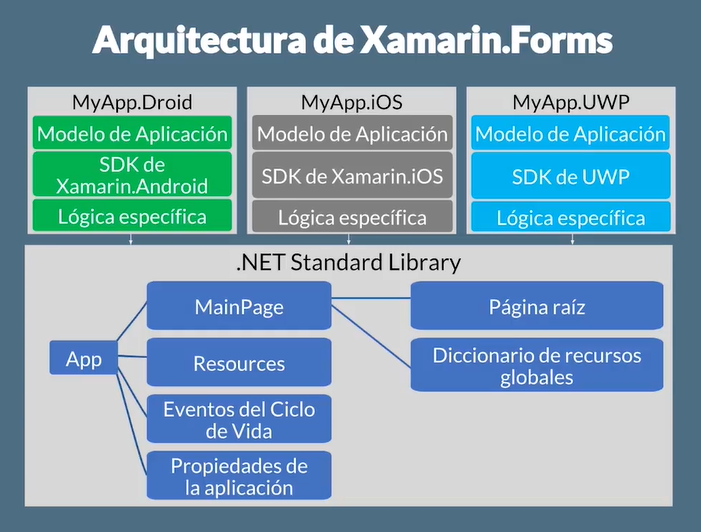 Arquitectura de Xamarin.Forms
MyApp.Droid
Modelo de Aplicación
SDK de
Xamarin.Android
Lógica específica
MyApp.iOS
Modelo de Aplicación
SDK de Xamarin.iOS
Lógica específica
MyApp.UWP
Modelo de Aplicación
SDK de UWP
Lógica específica
.NET Standard Library
App
MainPage
Resources
Eventos del Ciclo
de Vida
Propiedades de
la aplicación
Página raíz
Diccionario de recursos
globales